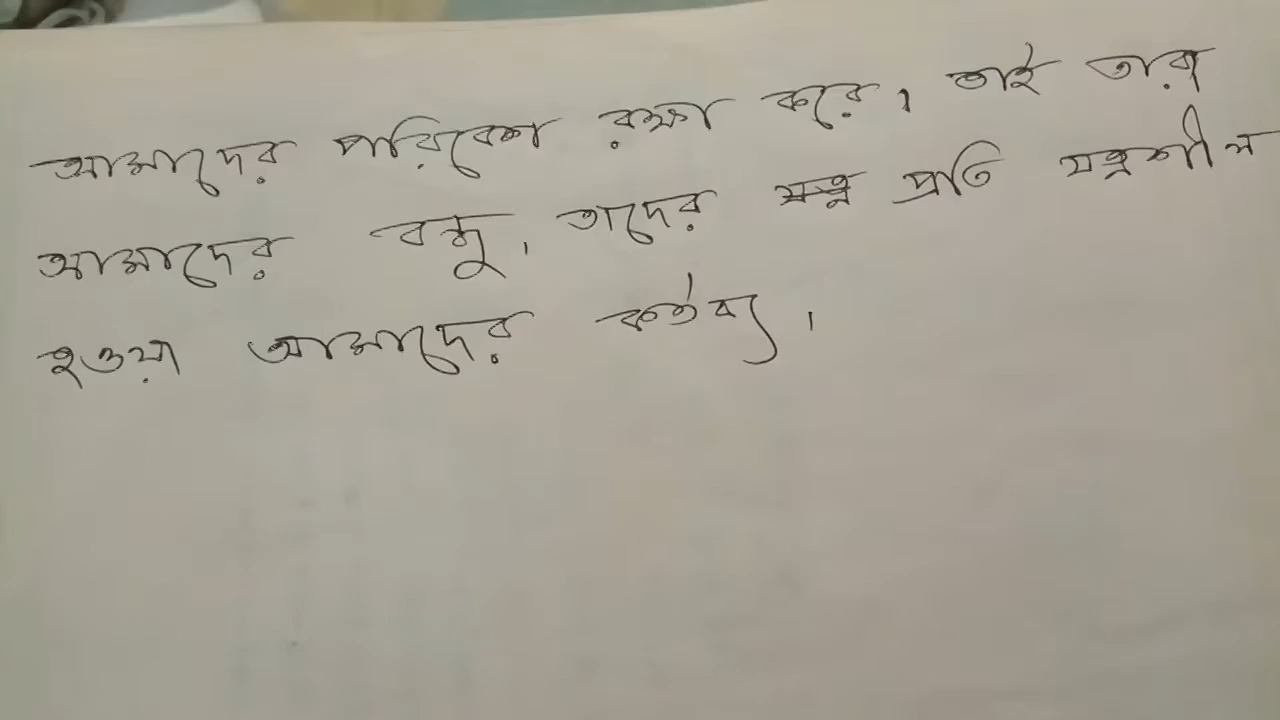 আমাদের পরিবেশ রক্ষা করে। তাই তারা
আমাদের বন্ধু। তাদের প্রতি যত্নশীল
হওয়া আমাদের কর্তব্য।